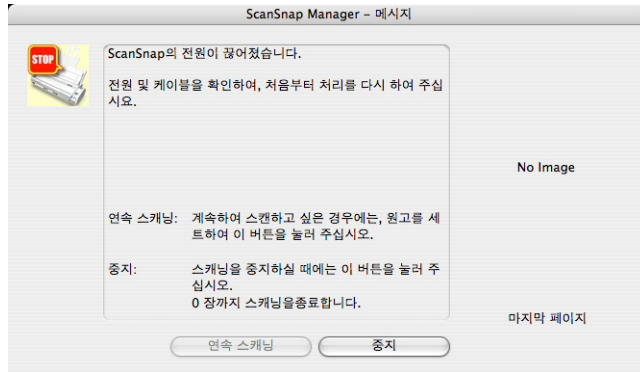 ScanSnap Manager – 메시지
STOP
ScanSnap의 전원이 끊어졌습니다.
전원 및 케이블을 확인하여, 처음부터 처리를 다시 하여 주십
시요.
No Image
연속 스캐닝: 계속하여 스캔하고 싶은 경우에는, 원고를 세
트하여 이 버튼을 눌러 주십시오.
중지: 스캐닝을 중지하실 때에는 이 버튼을 눌러 주
십시오.
0 장까지 스캐닝을종료합니다.
마지막 페이지
연속 스캐닝 중지